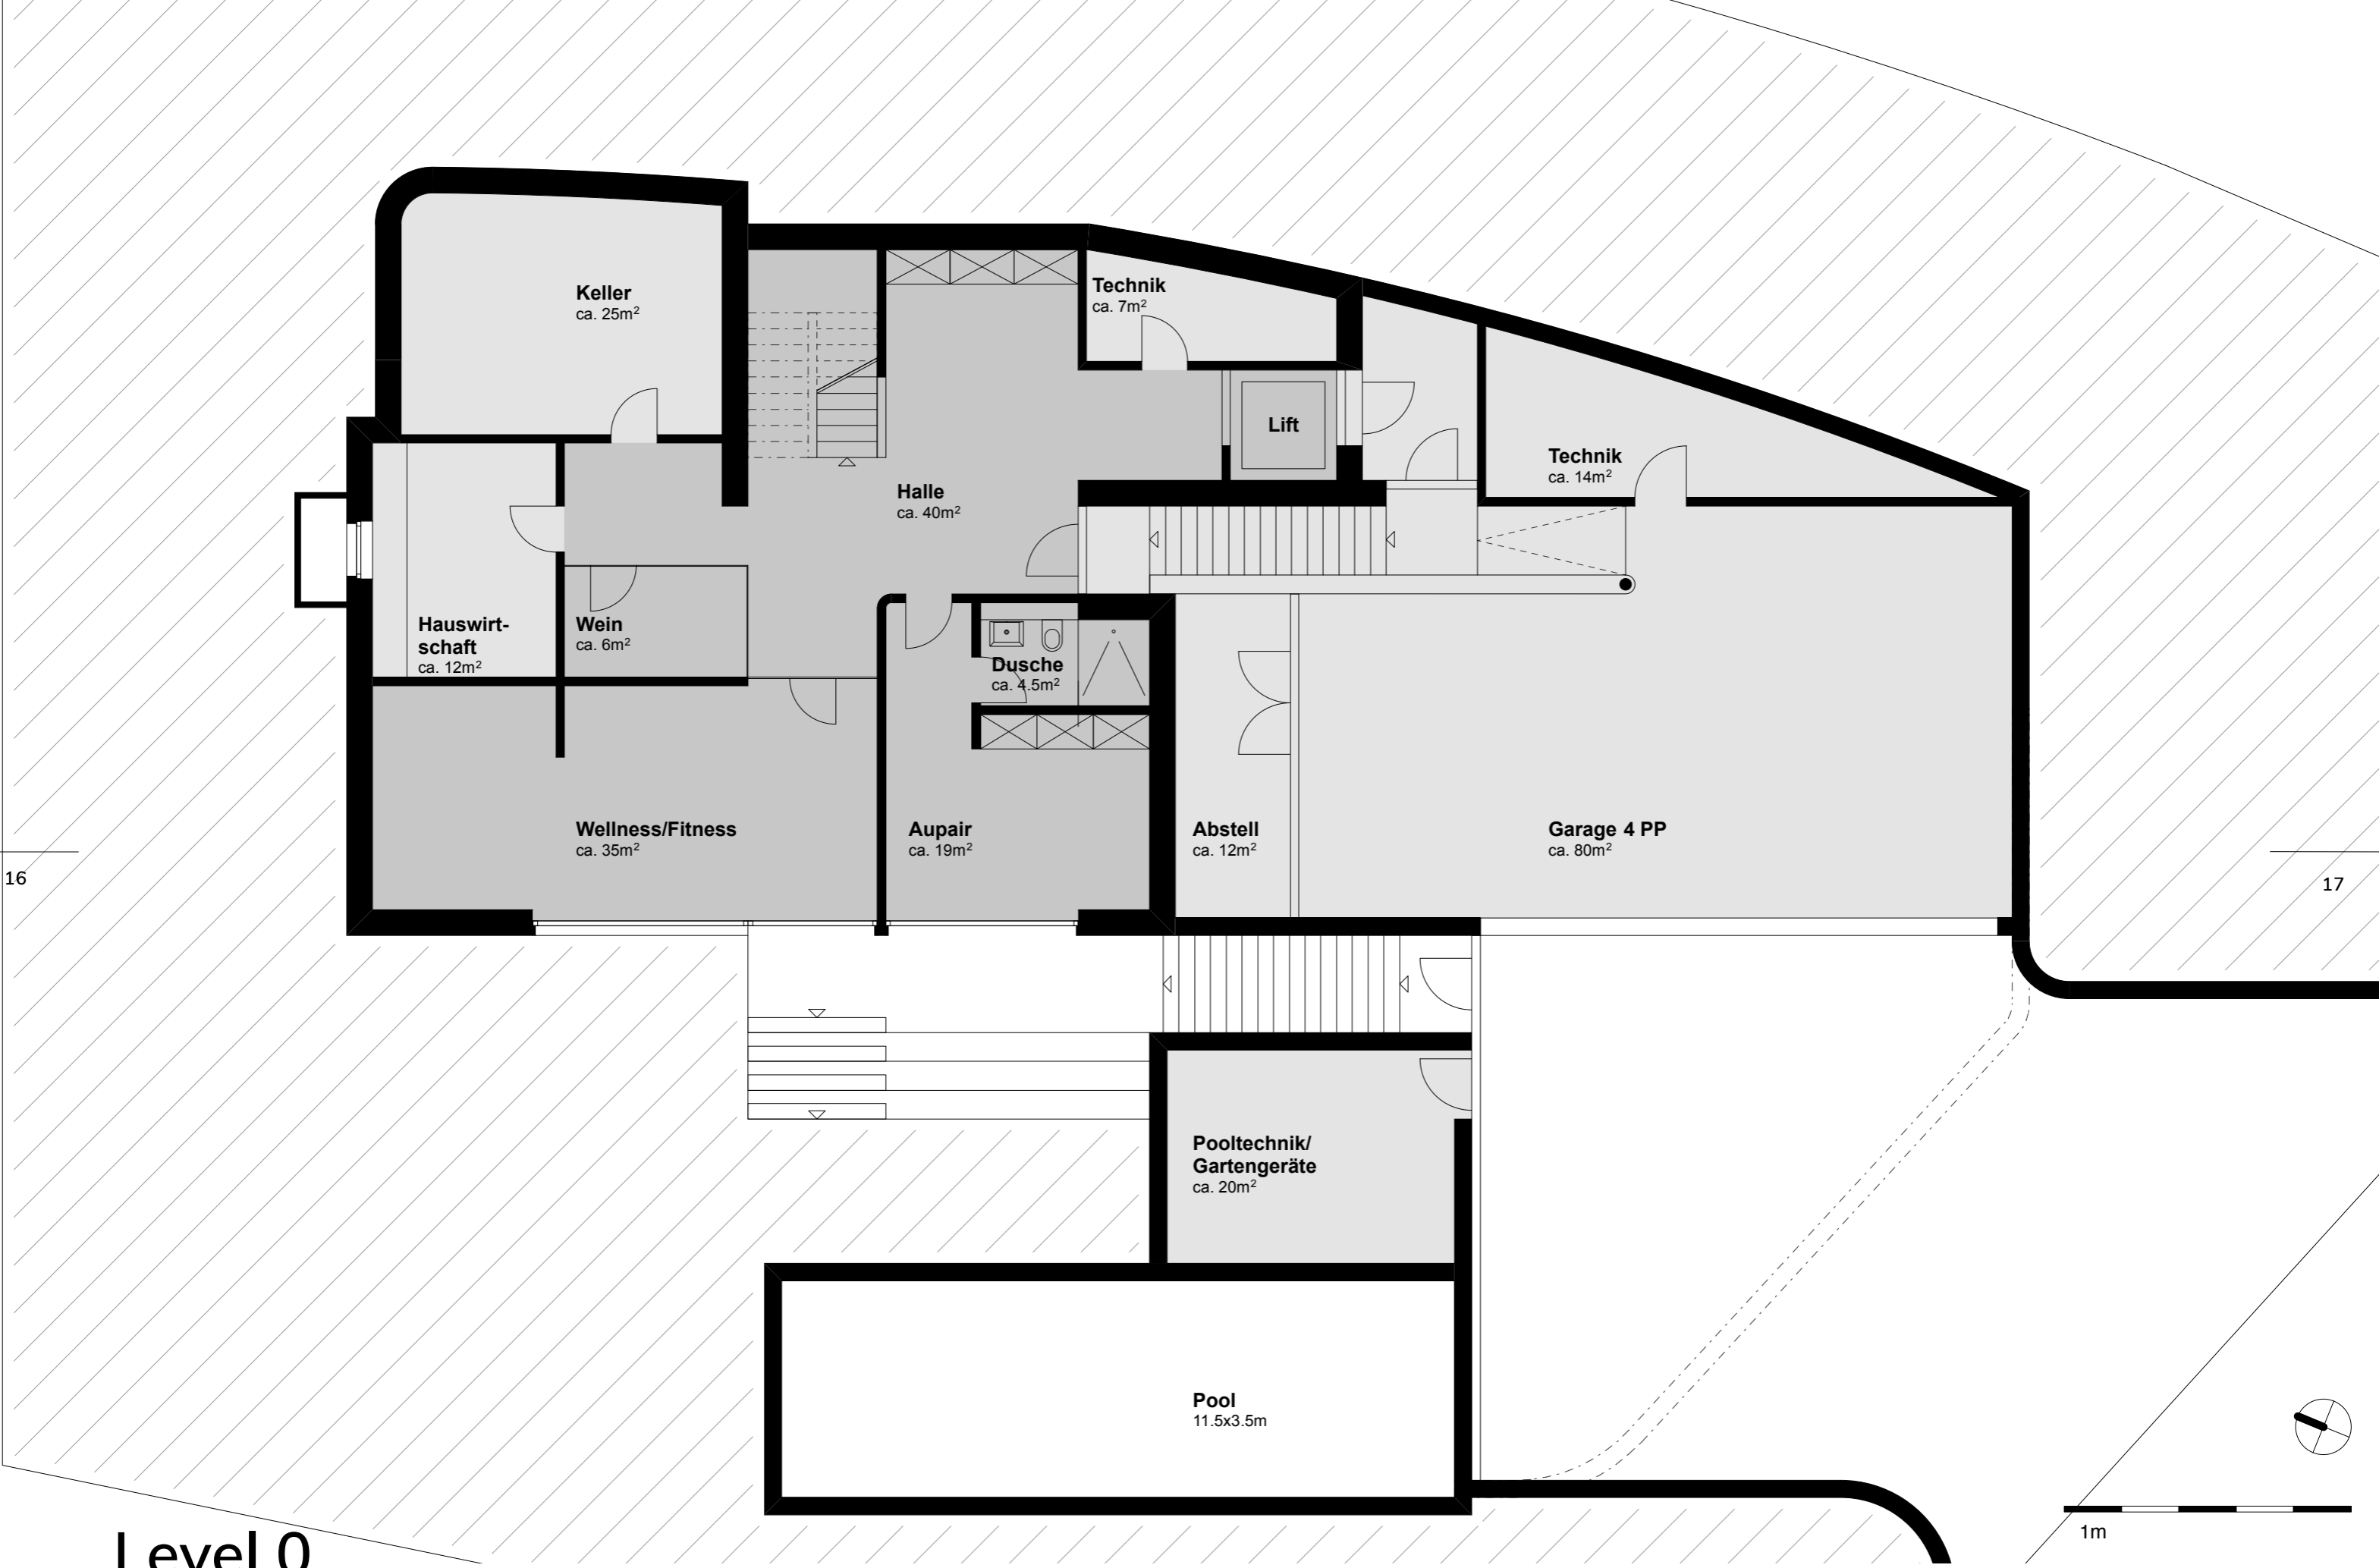 Keller
ca. 25m²
Technik
ca. 7m²
Lift
Technik
ca. 14m²
Halle
ca. 40m²
Hauswirt-
schaft
ca. 12m²
Wein
ca. 6m²
Dusche
ca. 4.5m²
Wellness/Fitness
ca. 35m²
Aupair
ca. 19m²
Abstell
ca. 12m²
Garage 4 PP
ca. 80m²
16
17
Pooltechnik/
Gartengeräte
ca. 20m²
Pool
11.5x3.5m
1m
Level 0